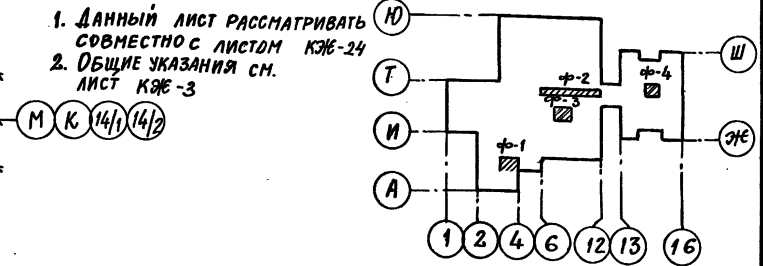 1. ДАННЫЙ ЛИСТ РАССМАТРИВАТЬ
СОВМЕСТНО С ЛИСТОМ КЖ-24
2. ОБЩИЕ УКАЗАНИЯ СМ.
ЛИСТ КЖ-3
М К 14/1 14/2
Ю
Т
И
А
Ш
Ж
ф-2
ф-4
ф-3
ф-1
1 2 4 6 12 13 16